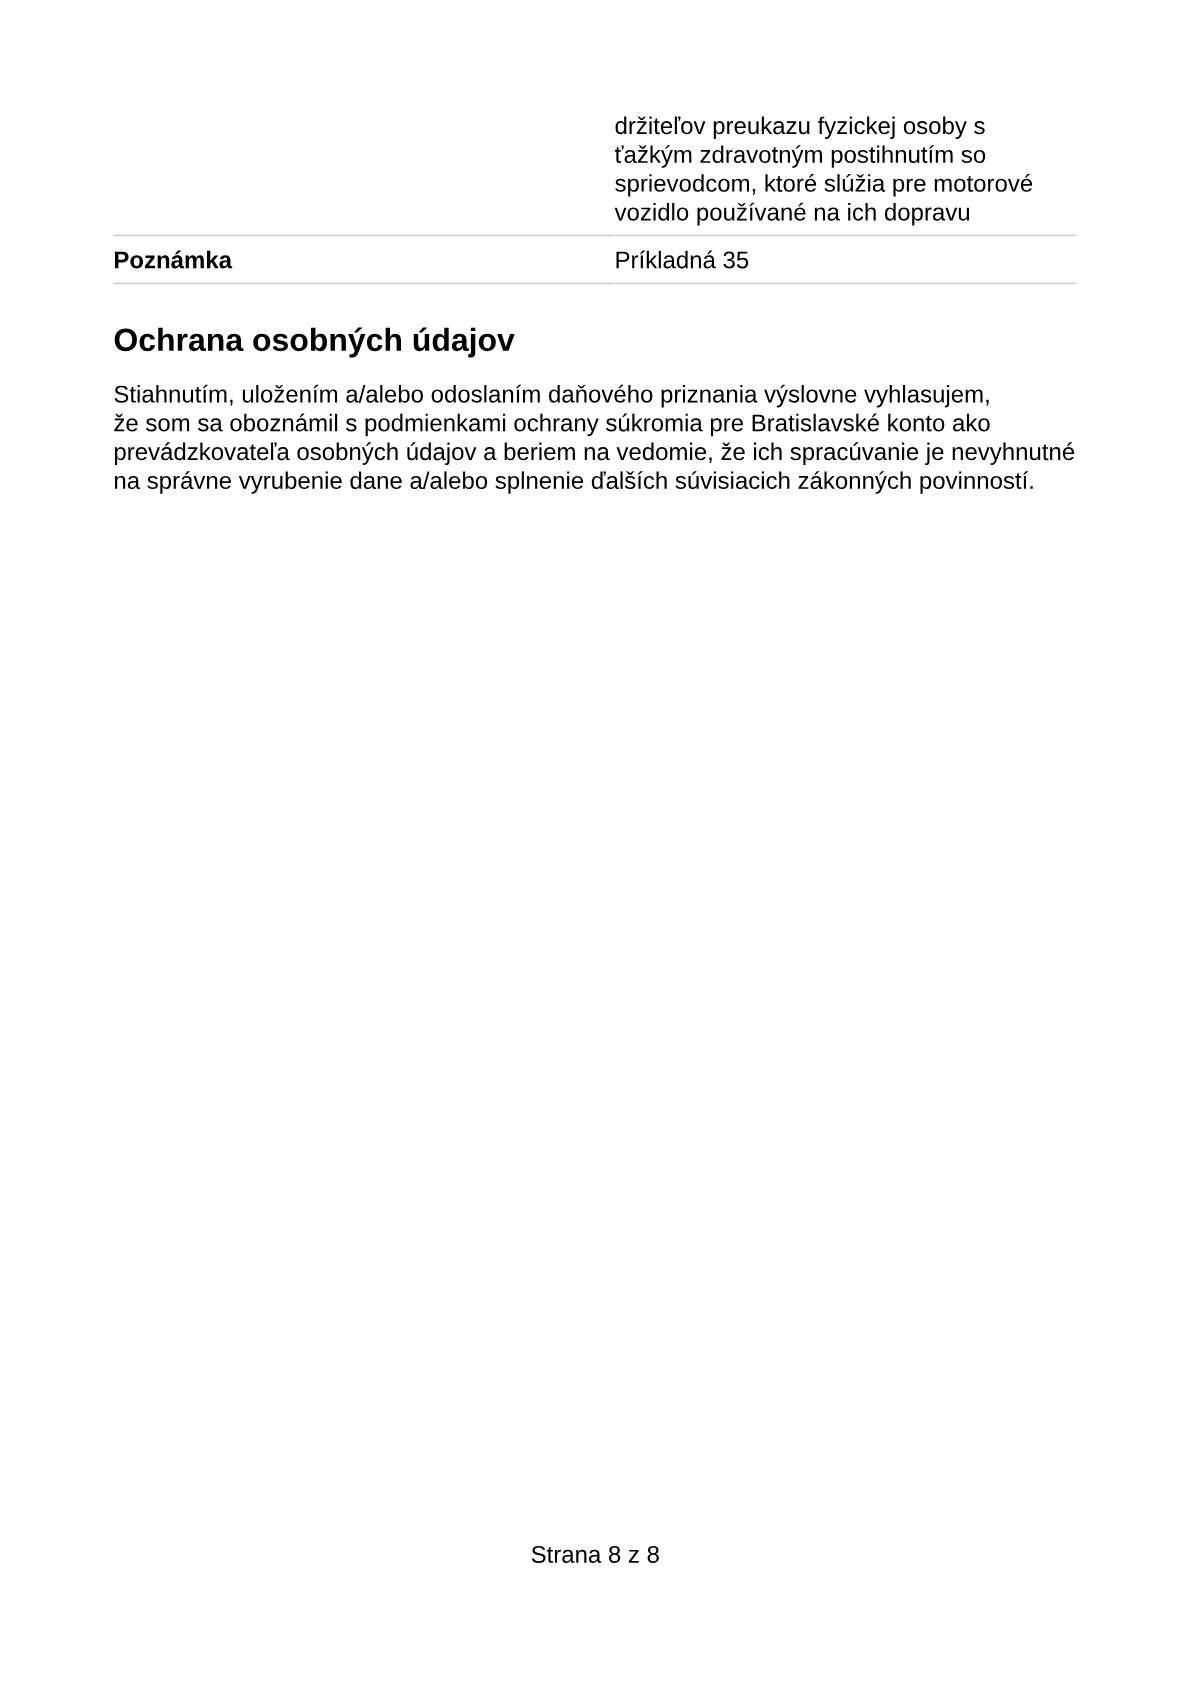 držiteľov preukazu fyzickej osoby s
ťažkým zdravotným postihnutím so
sprievodcom, ktoré slúžia pre motorové
vozidlo používané na ich dopravu
Poznámka Príkladná 35
Ochrana osobných údajov
Stiahnutím, uložením a/alebo odoslaním daňového priznania výslovne vyhlasujem,
že som sa oboznámil s podmienkami ochrany súkromia pre Bratislavské konto ako
prevádzkovateľa osobných údajov a beriem na vedomie, že ich spracúvanie je nevyhnutné
na správne vyrubenie dane a/alebo splnenie ďalších súvisiacich zákonných povinností.
Strana 8 z 8